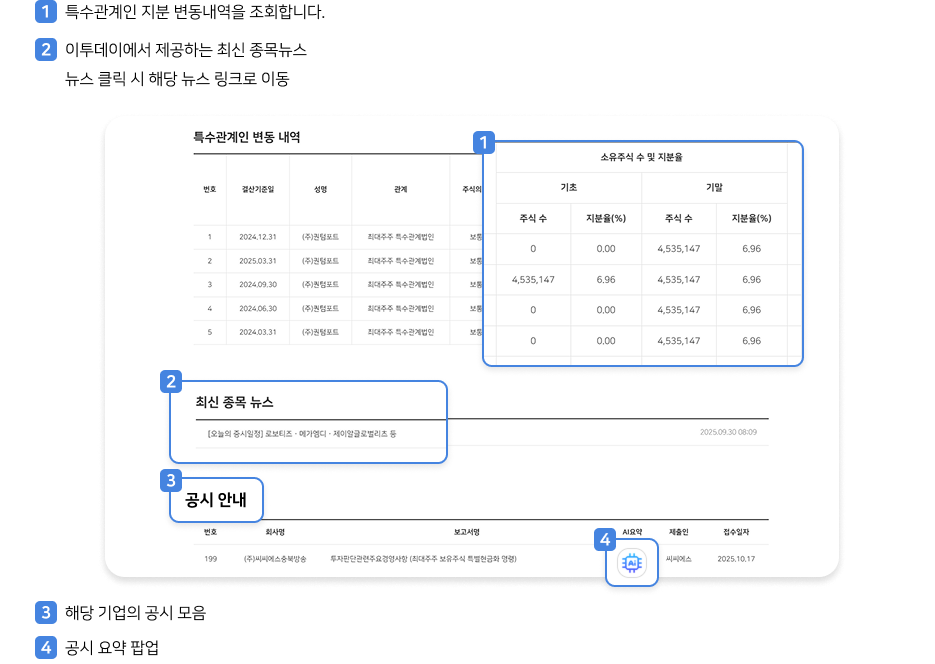 1 특수관계인 지분 변동내역을 조회합니다.
2 이투데이에서 제공하는 최신 종목뉴스
뉴스 클릭 시 해당 뉴스 링크로 이동
특수관계인 변동 내역
번호 결산기준일 성명 관계 주식의
1 2024.12.31 (주)퀀텀포트 최대주주 특수관계법인 보통
2 2025.03.31 (주)퀀텀포트 최대주주 특수관계법인 보통
3 2024.09.30 (주)퀀텀포트 최대주주 특수관계법인 보통
4 2024.06.30 (주)퀀텀포트 최대주주 특수관계법인 보통
5 2024.03.31 (주)퀀텀포트 최대주주 특수관계법인 보통
1
소유주식 수 및 지분율
기초 기말
주식 수 지분율(%) 주식 수 지분율(%)
0 0.00 4,535,147 6.96
4,535,147 6.96 4,535,147 6.96
0 0.00 4,535,147 6.96
0 0.00 4,535,147 6.96
2
최신 종목 뉴스
[오늘의 증시일정] 로보티즈 · 메가엠디 · 제이알글로벌리츠 등 2025.09.30 08:09
3
공시 안내
번호 회사명 보고서명 AI요약 제출인 접수일자
4
199 (주)씨씨에스충북방송 투자판단관련주요경영사항 (최대주주 보유주식 특별현금화 명령) Ai 씨씨에스 2025.10.17
3 해당 기업의 공시 모음
4 공시 요약 팝업